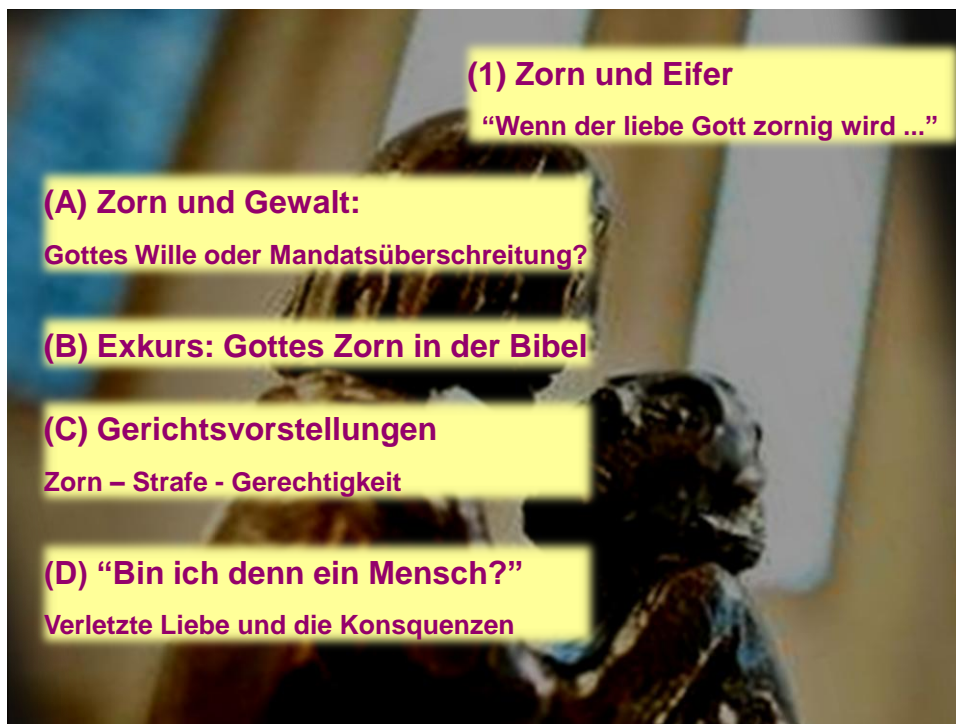 (1) Zorn und Eifer
“Wenn der liebe Gott zornig wird ...”
(A) Zorn und Gewalt:
Gottes Wille oder Mandatsüberschreitung?
(B) Exkurs: Gottes Zorn in der Bibel
(C) Gerichtsvorstellungen
Zorn – Strafe - Gerechtigkeit
(D) “Bin ich denn ein Mensch?”
Verletzte Liebe und die Konsquenzen